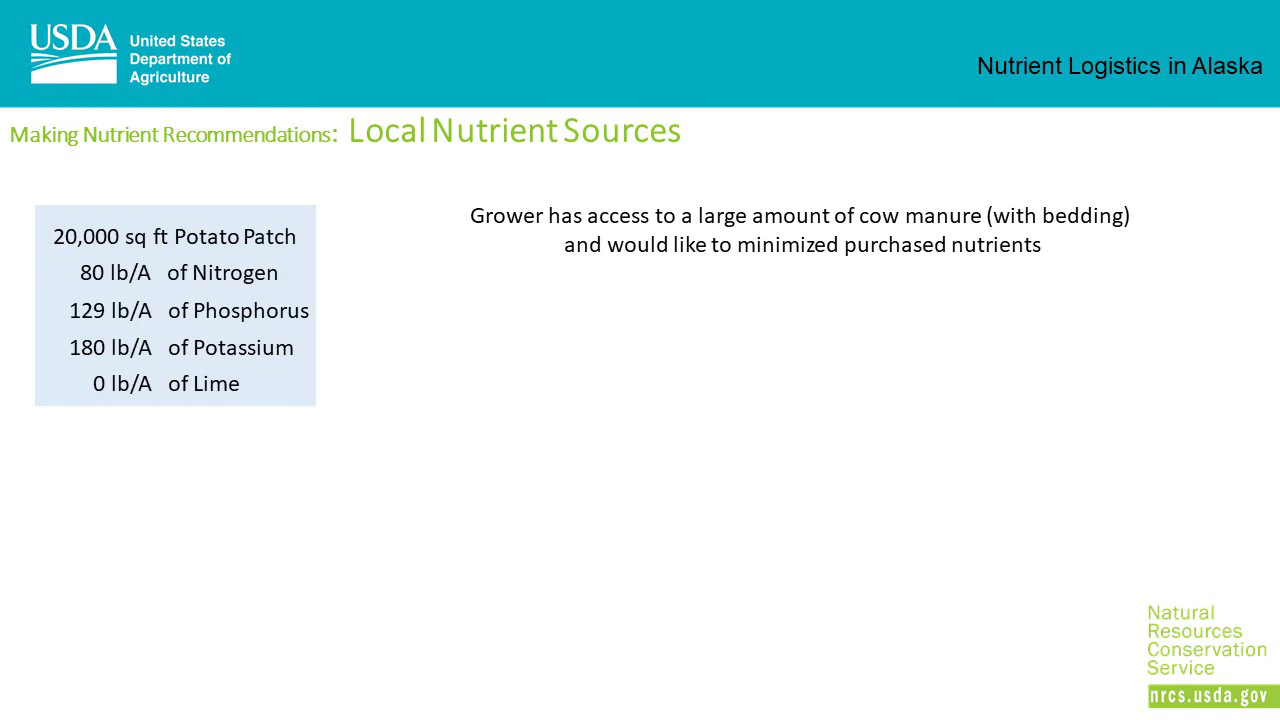 USDA
United States
Department of
Agriculture
Nutrient Logistics in Alaska
Making Nutrient Recommendations: Local Nutrient Sources
20,000 sq ft Potato Patch
80 lb/A of Nitrogen
129 lb/A of Phosphorus
180 lb/A of Potassium
0 lb/A of Lime
Grower has access to a large amount of cow manure (with bedding)
and would like to minimized purchased nutrients
Natural
Resources
Conservation
Service
nrcs.usda.gov